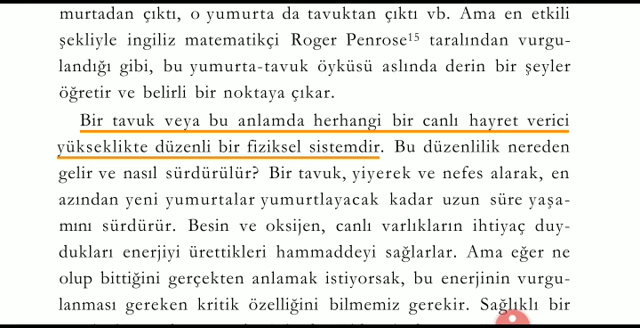 murtadan çıktı, o yumurta da tavuktan çıktı vb. Ama en etkili
şekliyle ingiliz matematikçi Roger Penrose¹⁵ taralından vurgu-
landığı gibi, bu yumurta-tavuk öyküsü aslında derin bir şeyler
öğretir ve belirli bir noktaya çıkar.
Bir tavuk veya bu anlamda herhangi bir canlı hayret verici
yükseklikte düzenli bir fiziksel sistemdir. Bu düzenlilik nereden
gelir ve nasıl sürdürülür? Bir tavuk, yiyerek ve nefes alarak, en
azından yeni yumurtalar yumurtlayacak kadar uzun süre yaşa-
mını sürdürür. Besin ve oksijen, canlı varlıkların ihtiyaç duy-
dukları enerjiyi ürettikleri hammaddeyi sağlarlar. Ama eğer ne
olup bittiğini gerçekten anlamak istiyorsak, bu enerjinin vurgu-
lanması gereken kritik özelliğini bilmemiz gerekir. Sağlıklı bir